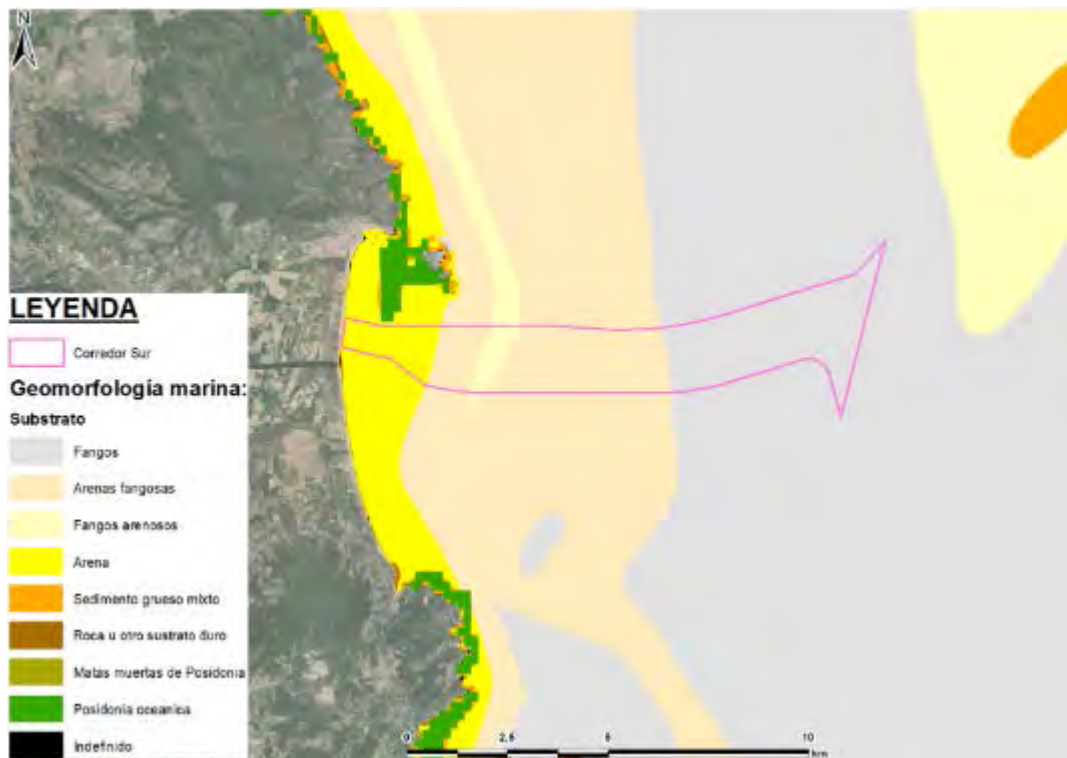 N
LEYENDA
Corredor Sur
Geomorfología marina:
Substrato
Fangos
Arenas fangosas
Fangos arenosos
Arena
Sedimento grueso mixto
Roca u otro sustrato duro
Matas muertas de Posidonia
Posidonia oceanica
Indefinido
0 2,5 5 10
km